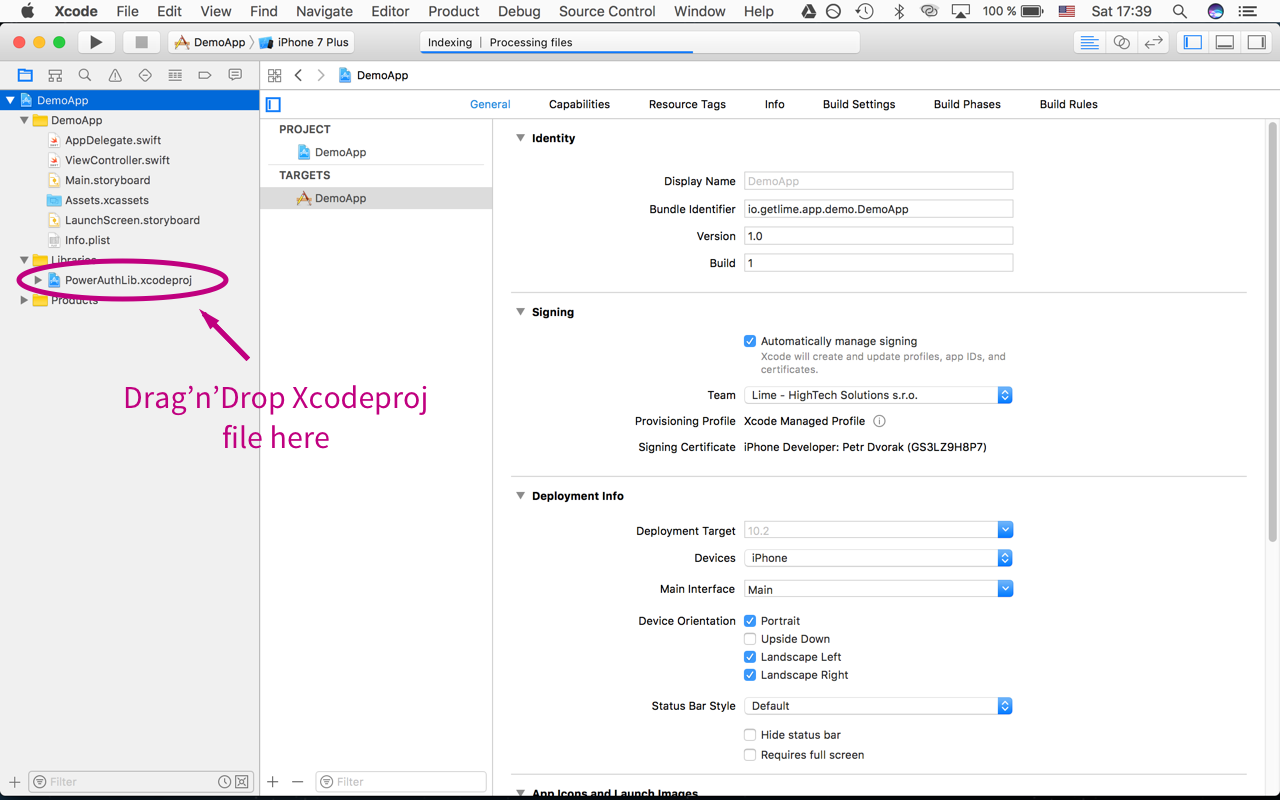 Xcode File Edit View Find Navigate Editor Product Debug Source Control Window Help 100 % Sat 17:39
DemoApp iPhone 7 Plus Indexing | Processing files
DemoApp
DemoApp
General Capabilities Resource Tags Info Build Settings Build Phases Build Rules
DemoApp
AppDelegate.swift
ViewController.swift
Main.storyboard
Assets.xcassets
LaunchScreen.storyboard
Info.plist
Libraries
PowerAuthLib.xcodeproj
Products
Drag’n’Drop Xcodeproj
file here
Filter
PROJECT
DemoApp
TARGETS
DemoApp
Filter
Identity
Display Name DemoApp
Bundle Identifier io.getlime.app.demo.DemoApp
Version 1.0
Build 1
Signing
Automatically manage signing
Xcode will create and update profiles, app IDs, and
certificates.
Team Lime - HighTech Solutions s.r.o.
Provisioning Profile Xcode Managed Profile
Signing Certificate iPhone Developer: Petr Dvorak (GS3LZ9H8P7)
Deployment Info
Deployment Target 10.2
Devices iPhone
Main Interface Main
Device Orientation Portrait
Upside Down
Landscape Left
Landscape Right
Status Bar Style Default
Hide status bar
Requires full screen
App Icons and Launch Images